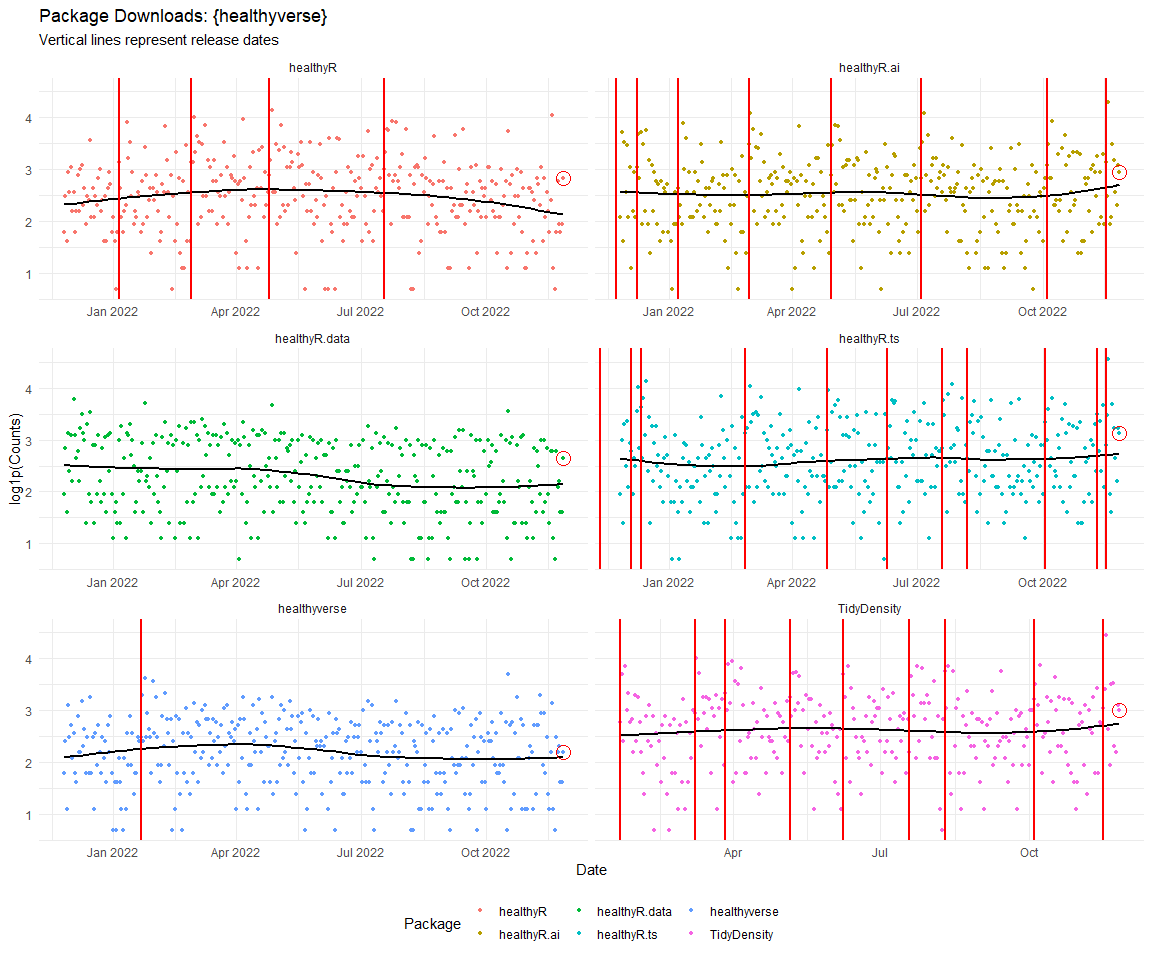 Package Downloads: {healthyverse}
Vertical lines represent release dates
healthyR healthyR.ai
4
3
2
1
Jan 2022 Apr 2022 Jul 2022 Oct 2022 Jan 2022 Apr 2022 Jul 2022 Oct 2022
healthyR.data healthyR.ts
4
3
2
1
log1p(Counts)
Jan 2022 Apr 2022 Jul 2022 Oct 2022 Jan 2022 Apr 2022 Jul 2022 Oct 2022
healthyverse TidyDensity
4
3
2
1
Jan 2022 Apr 2022 Jul 2022 Oct 2022 Apr Jul Oct
Date
Package
healthyR healthyR.data healthyverse
healthyR.ai healthyR.ts TidyDensity